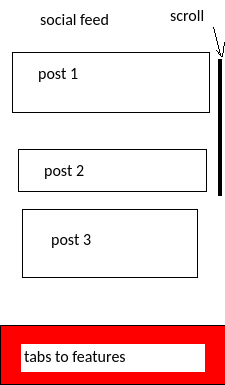 social feed
scroll
post 1
post 2
post 3
tabs to features